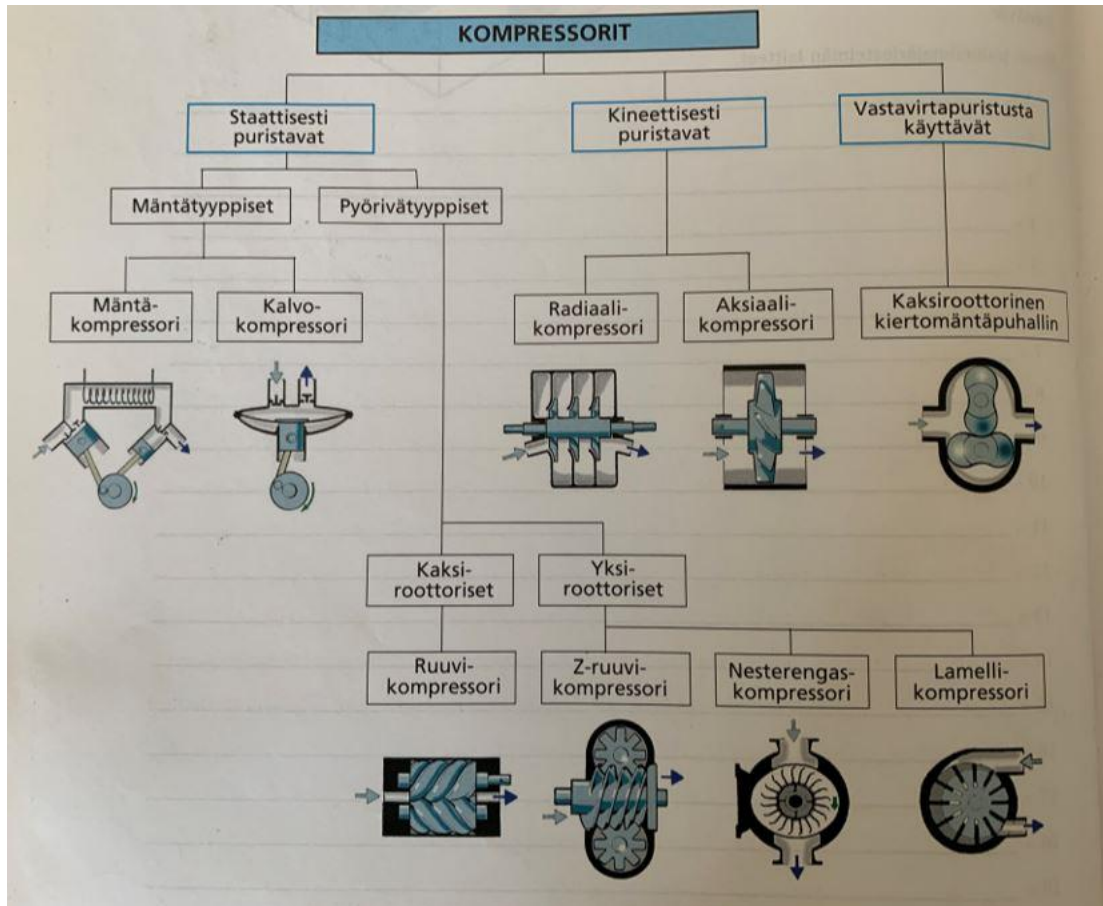 KOMPRESSORIT
Staattisesti
puristavat
Kineettisesti
puristavat
Vastavirtapuristusta
käyttävät
Mäntätyyppiset
Pyörivätyyppiset
Mäntä-
kompressori
Kalvo-
kompressori
Radiaali-
kompressori
Aksiaali-
kompressori
Kaksiroottorinen
kiertomäntäpuhallin
Kaksi-
roottoriset
Yksi-
roottoriset
Ruuvi-
kompressori
Z-ruuvi-
kompressori
Nesterengas-
kompressori
Lamelli-
kompressori